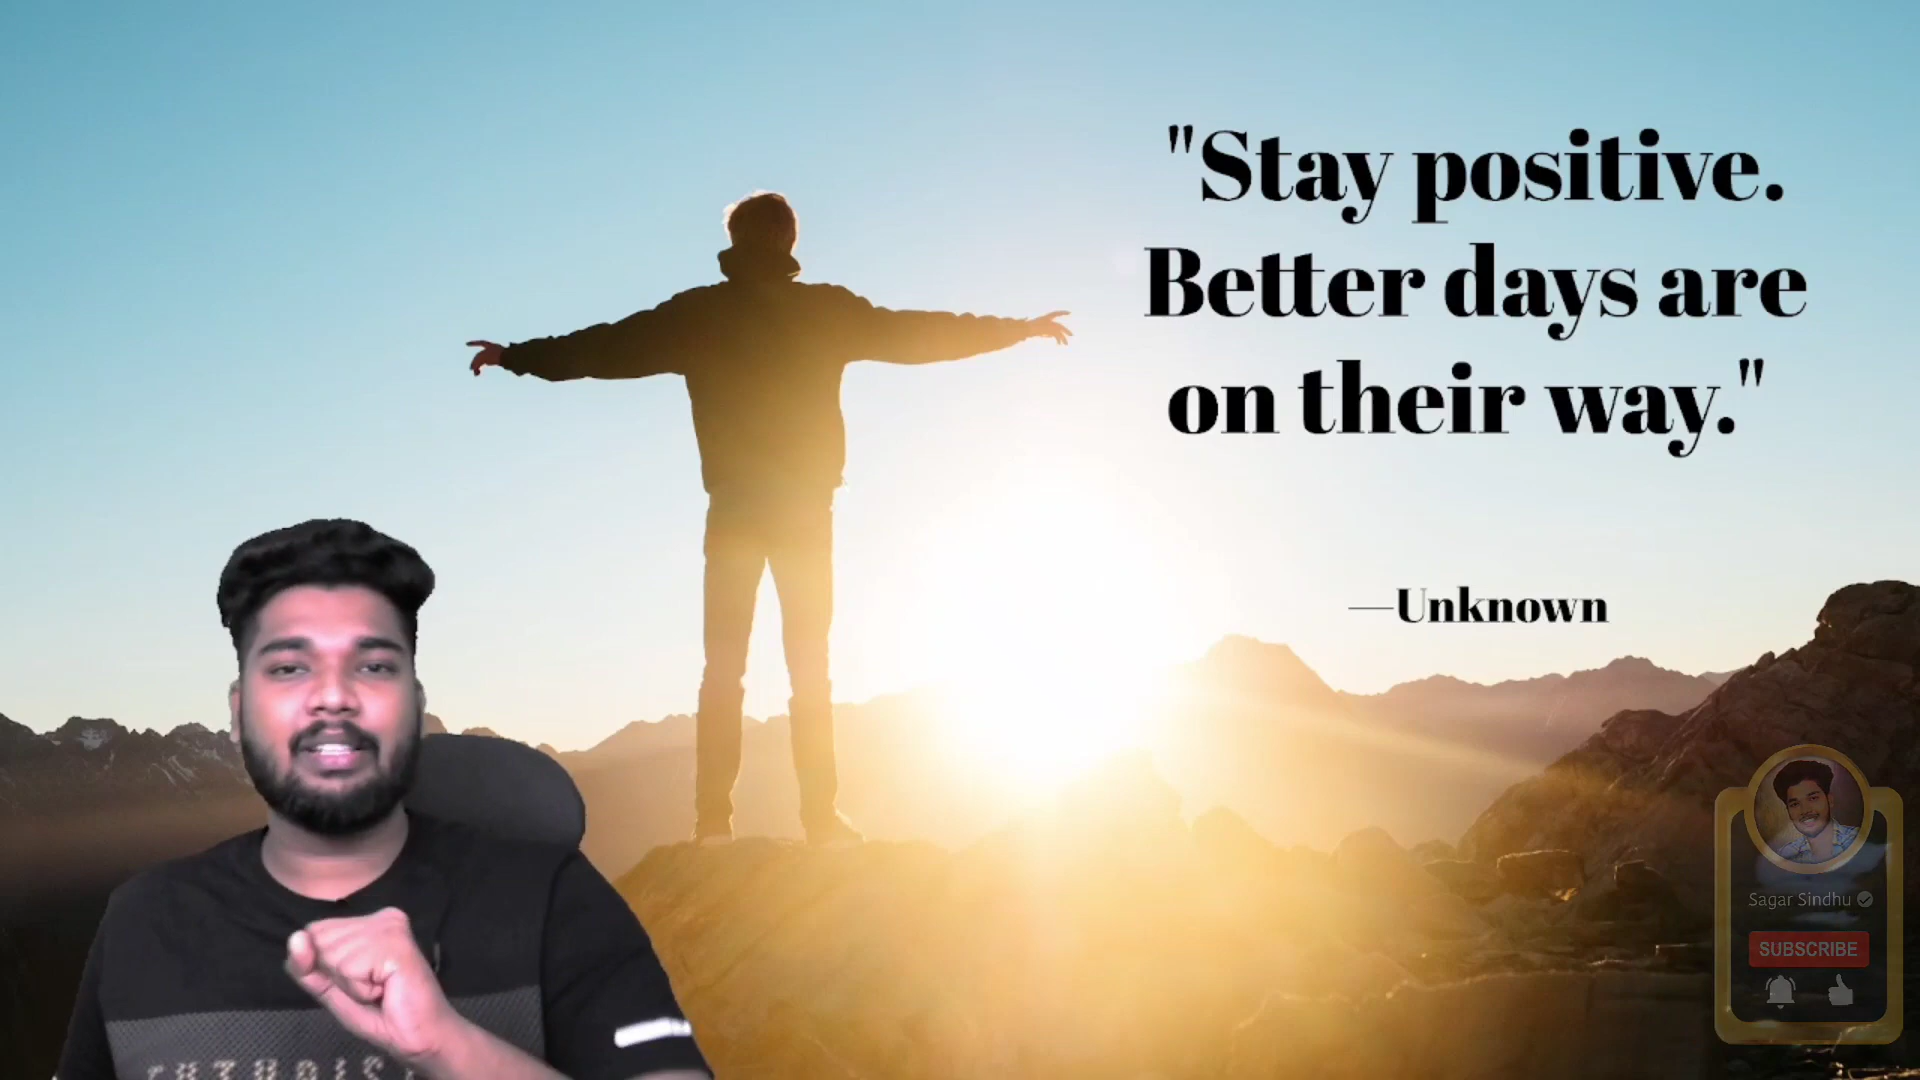 "Stay positive.
Better days are
on their way."
—Unknown
Sagar Sindhu
SUBSCRIBE